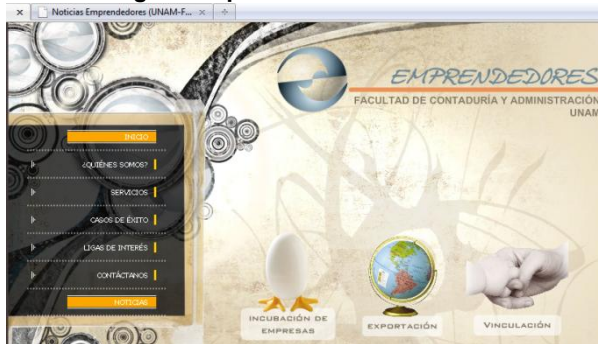 Noticias Emprendedores (UNAM-F...
EMPRENDEDORES
FACULTAD DE CONTADURÍA Y ADMINISTRACIÓN
UNAM
INICIO
¿QUIÉNES SOMOS?
SERVICIOS
CASOS DE ÉXITO
LIGAS DE INTERÉS
CONTÁCTANOS
NOTICIAS
INCUBACIÓN DE
EMPRESAS
EXPORTACIÓN
VINCULACIÓN